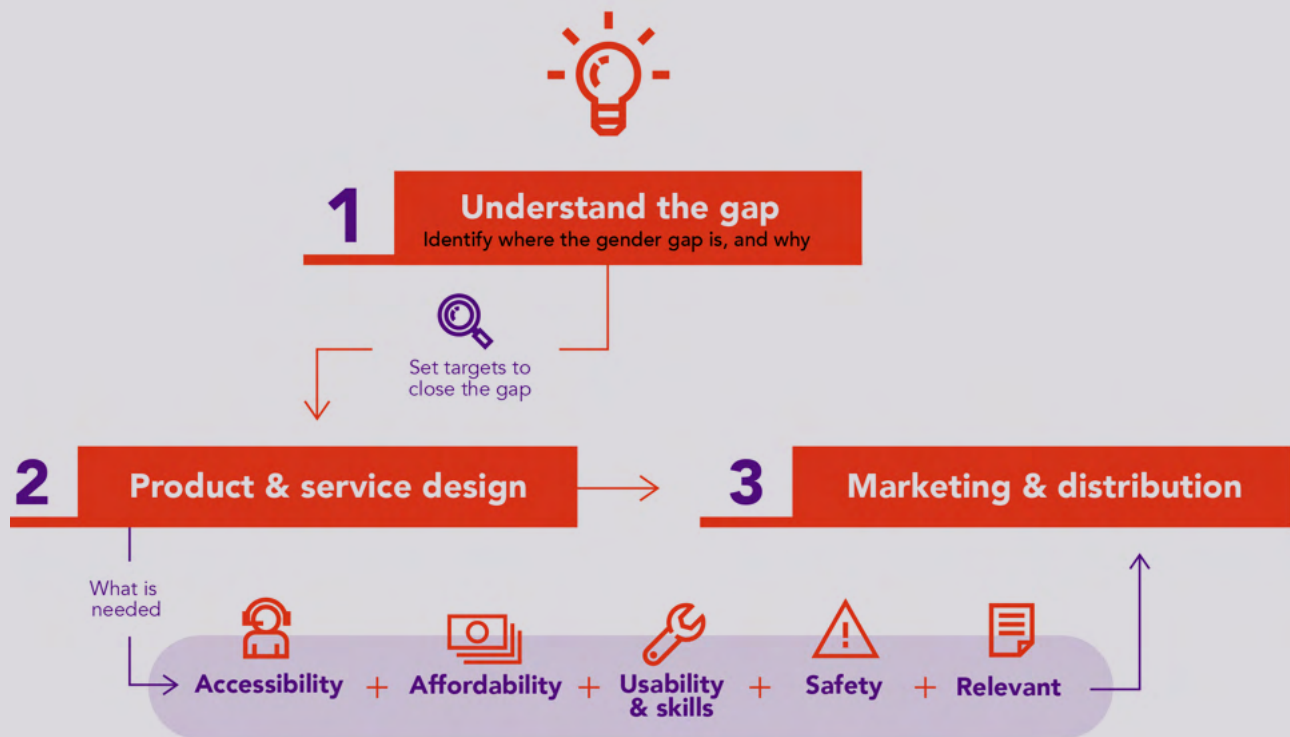 1
Understand the gap
Identify where the gender gap is, and why
Set targets to
close the gap
2
Product & service design
3
Marketing & distribution
What is
needed
Accessibility + Affordability + Usability
& skills + Safety + Relevant